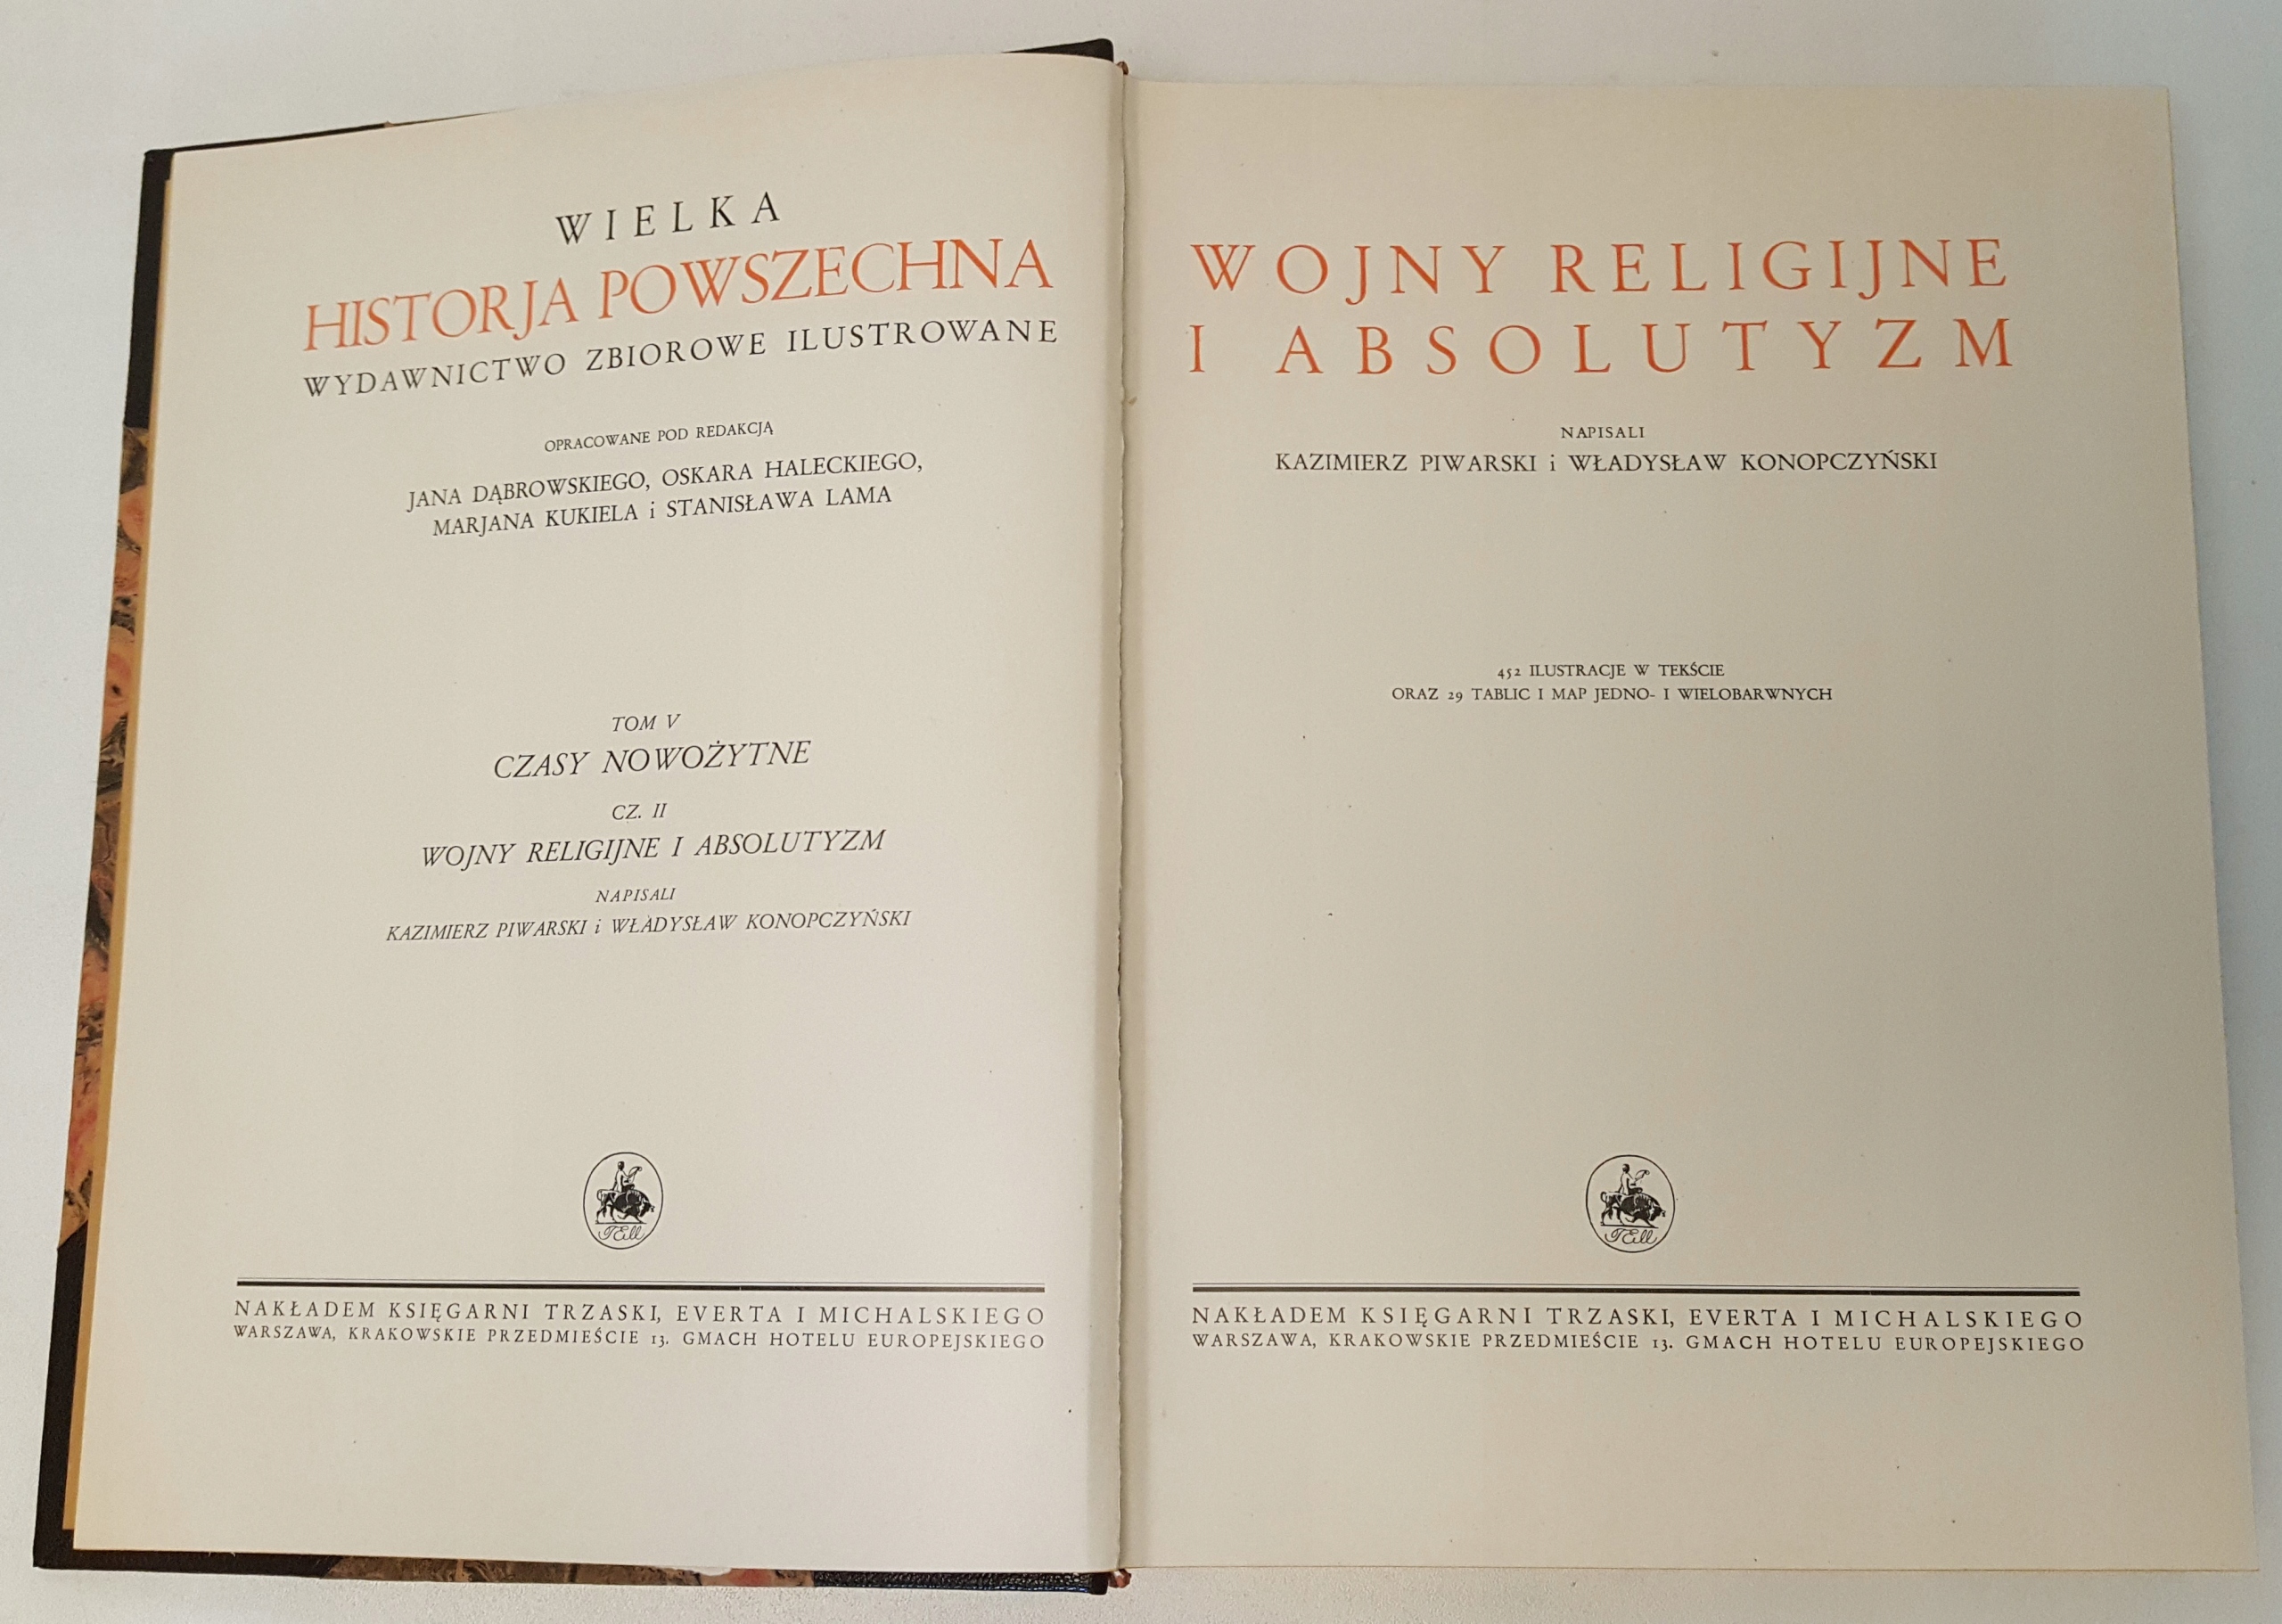 WIELKA
HISTORJA POWSZECHNA
WYDAWNICTWO ZBIOROWE ILUSTROWANE
OPRACOWANE POD REDAKCJĄ
JANA DĄBROWSKIEGO, OSKARA HALECKIEGO,
MARJANA KUKIELA i STANISŁAWA LAMA
TOM V
CZASY NOWOŻYTNE
CZ. II
WOJNY RELIGIJNE I ABSOLUTYZM
NAPISALI
KAZIMIERZ PIWARSKI i WŁADYSŁAW KONOPCZYŃSKI
TEiM
NAKŁADEM KSIĘGARNI TRZASKI, EVERTA I MICHALSKIEGO
WARSZAWA, KRAKOWSKIE PRZEDMIEŚCIE 13. GMACH HOTELU EUROPEJSKIEGO
WOJNY RELIGIJNE
I ABSOLUTYZM
NAPISALI
KAZIMIERZ PIWARSKI i WŁADYSŁAW KONOPCZYŃSKI
452 ILUSTRACJE W TEKŚCIE
ORAZ 29 TABLIC I MAP JEDNO- I WIELOBARWNYCH
TEiM
NAKŁADEM KSIĘGARNI TRZASKI, EVERTA I MICHALSKIEGO
WARSZAWA, KRAKOWSKIE PRZEDMIEŚCIE 13. GMACH HOTELU EUROPEJSKIEGO